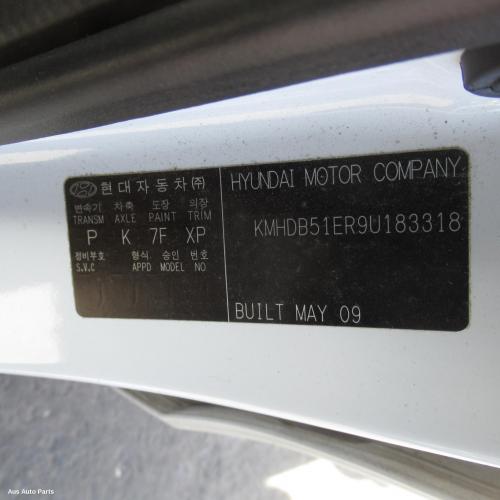 현대자동차(주)
변속기 차축 도장 의장
TRANSM AXLE PAINT TRIM
P K 7F XP
정비부호 형식 승인 번호
S.V.C APPD MODEL NO
HYUNDAI MOTOR COMPANY
KMHDB51ER9U183318
BUILT MAY 09
Aus Auto Parts